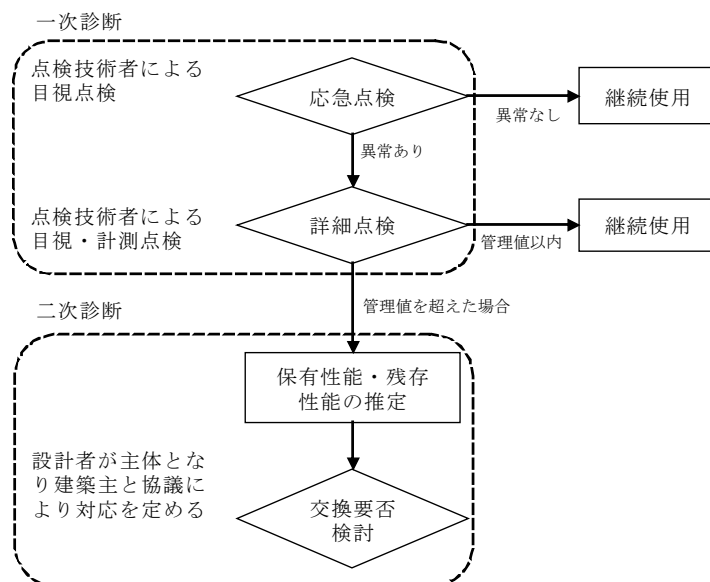 一次診断
点検技術者による
目視点検
応急点検
異常なし
継続使用
異常あり
点検技術者による
目視・計測点検
詳細点検
管理値以内
継続使用
管理値を超えた場合
二次診断
保有性能・残存
性能の推定
設計者が主体とな
り建築主と協議に
より対応を定める
交換要否
検討